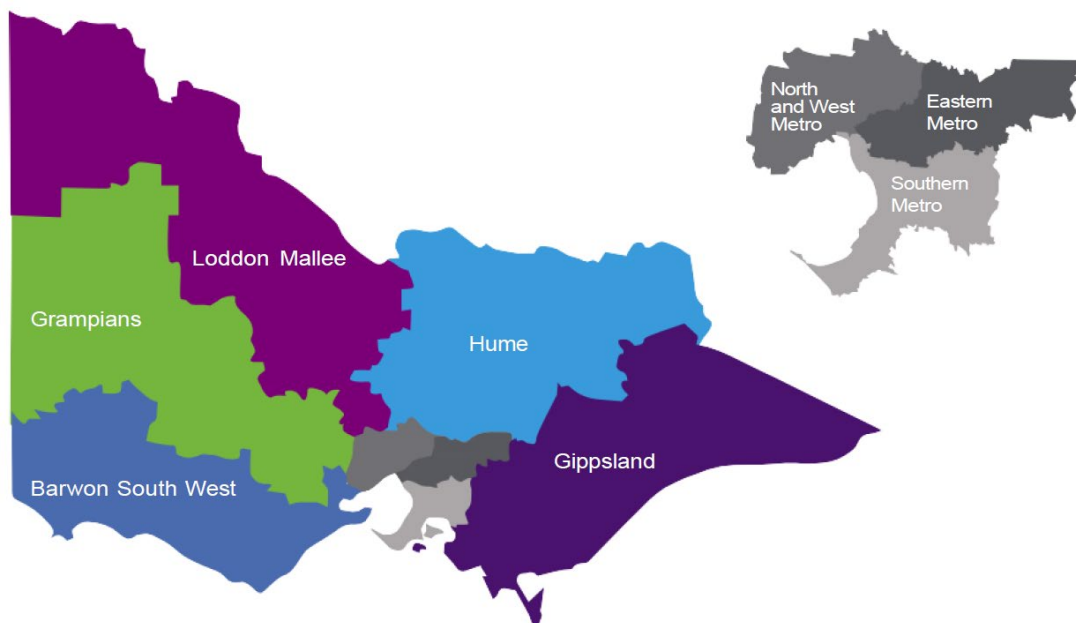 North
and West
Metro
Eastern
Metro
Southern
Metro
Loddon Mallee
Grampians
Hume
Gippsland
Barwon South West